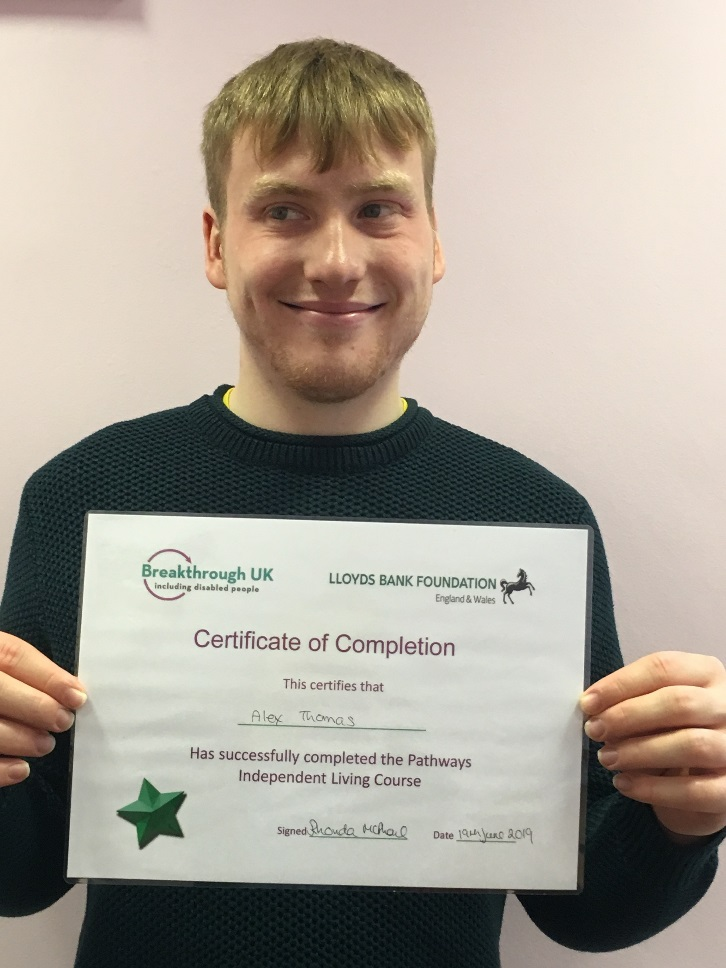 Breakthrough UK
including disabled people
LLOYDS BANK FOUNDATION
England & Wales
Certificate of Completion
This certifies that
Alex Thomas
Has successfully completed the Pathways
Independent Living Course
Signed Rhonda McPhail Date 19th June 2019